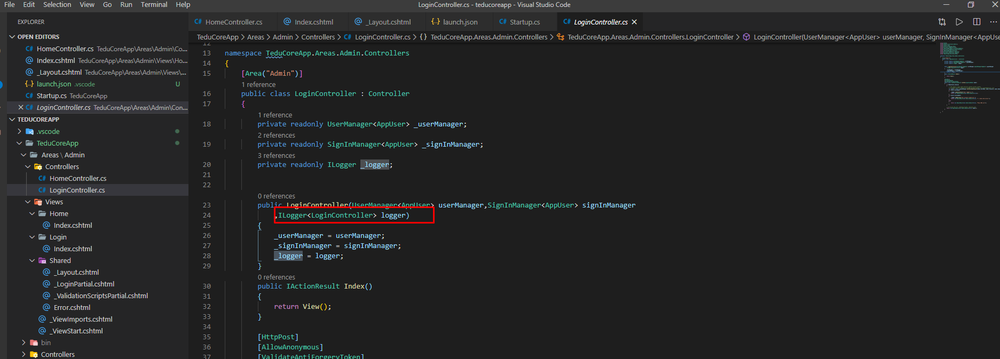 File Edit Selection View Go Run Terminal Help LoginController.cs - teducoreapp - Visual Studio Code
EXPLORER
OPEN EDITORS
C# HomeController.cs TeduCoreApp\Areas\Admin\Co...
@ Index.cshtml TeduCoreApp\Areas\Admin\Views\Ho...
@ _Layout.cshtml TeduCoreApp\Areas\Admin\Views\...
{..} launch.json .vscode U
C# Startup.cs TeduCoreApp
C# LoginController.cs TeduCoreApp\Areas\Admin\Con...
TEDUCOREAPP
.vscode
TeduCoreApp
Areas \ Admin
Controllers
C# HomeController.cs
C# LoginController.cs
Views
Home
@ Index.cshtml
Login
@ Index.cshtml
Shared
@ _Layout.cshtml
@ _LoginPartial.cshtml
@ _ValidationScriptsPartial.cshtml
@ Error.cshtml
@ _ViewImports.cshtml
@ _ViewStart.cshtml
bin
Controllers
C# HomeController.cs @ Index.cshtml @ _Layout.cshtml {..} launch.json C# Startup.cs C# LoginController.cs
TeduCoreApp > Areas > Admin > Controllers > C# LoginController.cs > {} TeduCoreApp.Areas.Admin.Controllers > TeduCoreApp.Areas.Admin.Controllers.LoginController > LoginController(UserManager<AppUser> userManager, SignInManager<AppUse
12
13 namespace TeduCoreApp.Areas.Admin.Controllers
14 {
15 [Area("Admin")]
1 reference
16 public class LoginController : Controller
17 {
1 reference
18 private readonly UserManager<AppUser> _userManager;
2 references
19 private readonly SignInManager<AppUser> _signInManager;
3 references
20 private readonly ILogger _logger;
21
22
0 references
23 public LoginController(UserManager<AppUser> userManager,SignInManager<AppUser> signInManager
24 ,ILogger<LoginController> logger)
25 {
26 _userManager = userManager;
27 _signInManager = signInManager;
28 _logger = logger;
29 }
0 references
30 public IActionResult Index()
31 {
32 return View();
33 }
34
35 [HttpPost]
36 [AllowAnonymous]
37 [ValidateAntiForgeryToken]